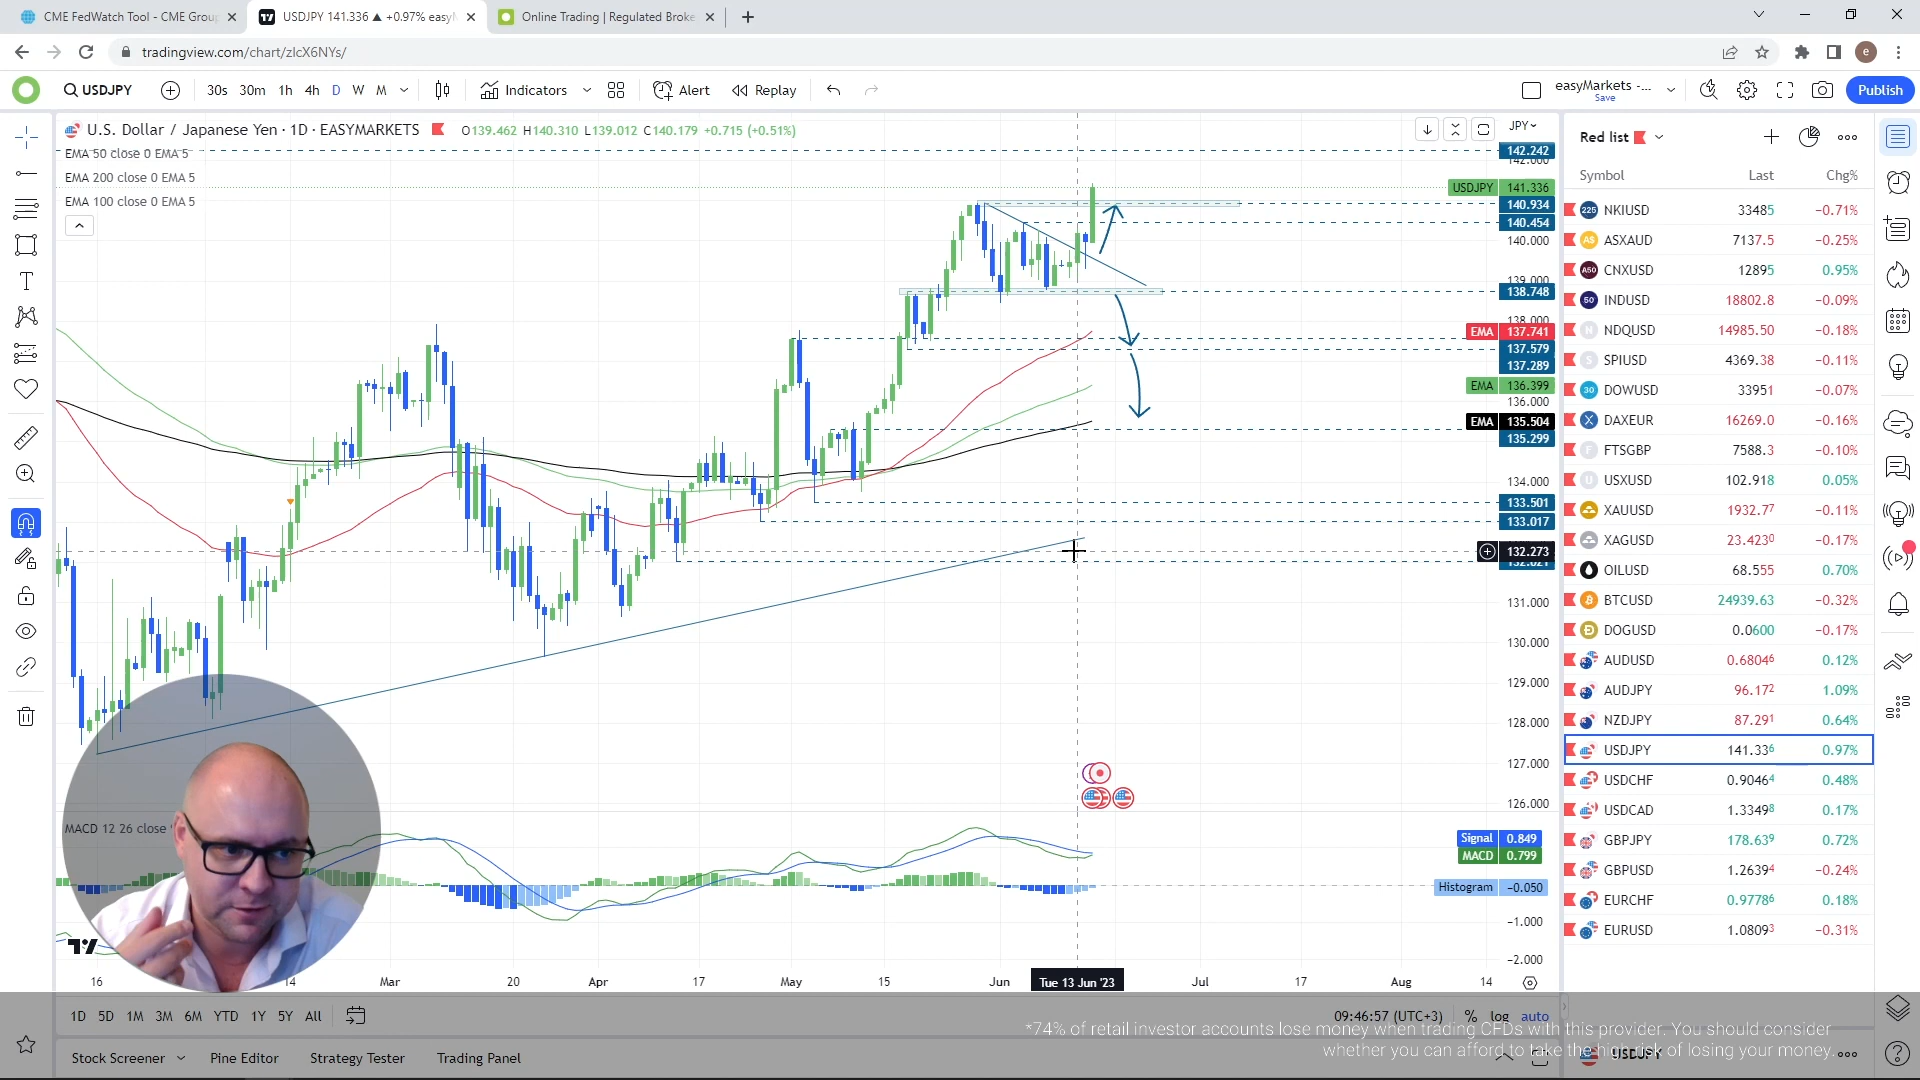 CME FedWatch Tool - CME Group
USDJPY 141.336 ▲ +0.97% easyM
Online Trading | Regulated Broke
tradingview.com/chart/zlcX6NYs/
e
USDJPY
30s 30m 1h 4h D W M
Indicators
Alert
Replay
easyMarkets -...
Save
Publish
U.S. Dollar / Japanese Yen · 1D · EASYMARKETS
O139.462 H140.310 L139.012 C140.179 +0.715 (+0.51%)
EMA 50 close 0 EMA 5
EMA 200 close 0 EMA 5
EMA 100 close 0 EMA 5
JPY
142.242
142.000
USDJPY 141.336
140.934
140.454
140.000
139.000
138.748
138.000
EMA 137.741
137.579
137.289
EMA 136.399
136.000
EMA 135.504
135.299
134.000
133.501
133.017
132.273
132.021
131.000
130.000
129.000
128.000
127.000
126.000
MACD 12 26 close
Signal 0.849
MACD 0.799
Histogram −0.050
−1.000
−2.000
16 14 Mar 20 Apr 17 May 15 Jun Tue 13 Jun '23 Jul 17 Aug 14
1D 5D 1M 3M 6M YTD 1Y 5Y All
09:46:57 (UTC+3) % log auto
Stock Screener
Pine Editor
Strategy Tester
Trading Panel
Red list
Symbol Last Chg%
225 NKIUSD 33485 −0.71%
A$ ASXAUD 7137.5 −0.25%
A50 CNXUSD 12895 0.95%
50 INDUSD 18802.8 −0.09%
N NDQUSD 14985.50 −0.18%
S SPIUSD 4369.38 −0.11%
30 DOWUSD 33951 −0.07%
X DAXEUR 16269.0 −0.16%
F FTSGBP 7588.3 −0.10%
U USXUSD 102.918 0.05%
XAUUSD 1932.77 −0.11%
XAGUSD 23.4230 −0.17%
OILUSD 68.555 0.70%
BTCUSD 24939.63 −0.32%
DOGUSD 0.0600 −0.17%
AUDUSD 0.68046 0.12%
AUDJPY 96.172 1.09%
NZDJPY 87.291 0.64%
USDJPY 141.336 0.97%
USDCHF 0.90464 0.48%
USDCAD 1.33498 0.17%
GBPJPY 178.639 0.72%
GBPUSD 1.26394 −0.24%
EURCHF 0.97786 0.18%
EURUSD 1.08093 −0.31%
USDJPY
*74% of retail investor accounts lose money when trading CFDs with this provider. You should consider
whether you can afford to take the high risk of losing your money.